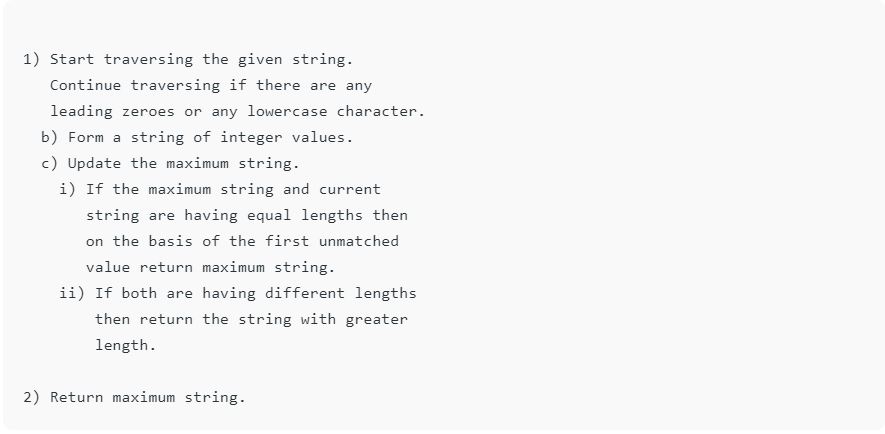 1) Start traversing the given string.
Continue traversing if there are any
leading zeroes or any lowercase character.
b) Form a string of integer values.
c) Update the maximum string.
i) If the maximum string and current
string are having equal lengths then
on the basis of the first unmatched
value return maximum string.
ii) If both are having different lengths
then return the string with greater
length.
2) Return maximum string.